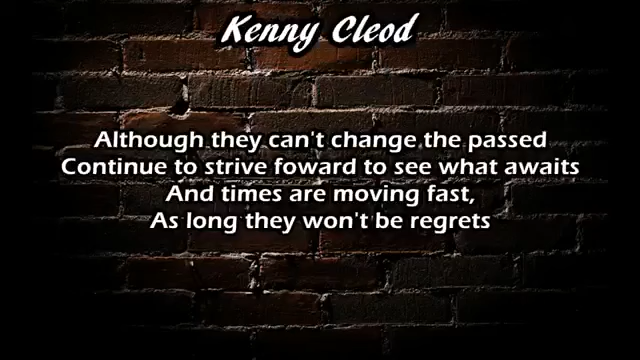 Kenny Cleod
Although they can't change the passed
Continue to strive foward to see what awaits
And times are moving fast,
As long they won't be regrets